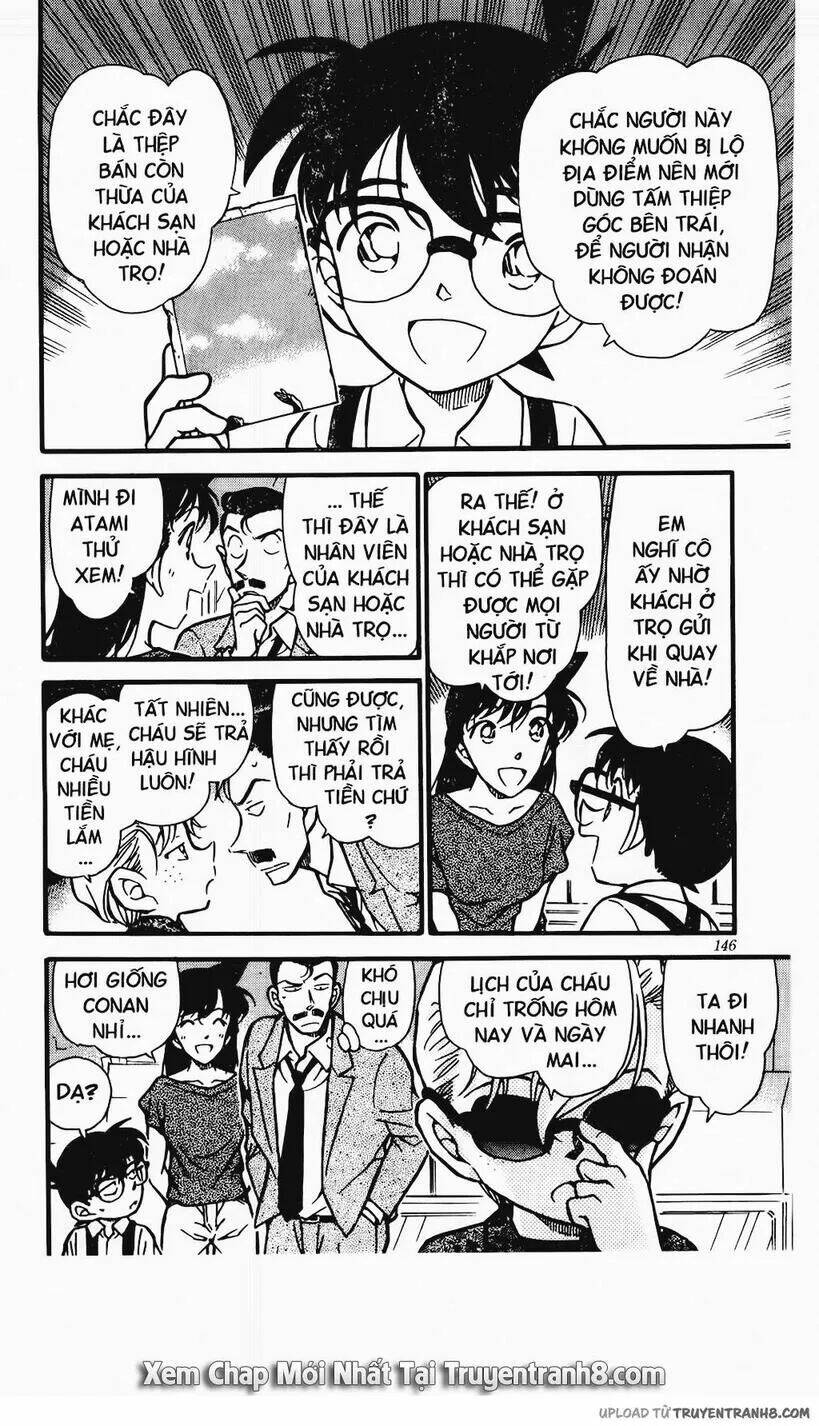 CHẮC NGƯỜI NÀY
KHÔNG MUỐN BỊ LỘ
ĐỊA ĐIỂM NÊN MỚI
DÙNG TẤM THIỆP
GÓC BÊN TRÁI,
ĐỂ NGƯỜI NHẬN
KHÔNG ĐOÁN
ĐƯỢC!
CHẮC ĐÂY
LÀ THỆP
BÁN CÒN
THỪA CỦA
KHÁCH SẠN
HOẶC NHÀ
TRỌ!
EM
NGHĨ CÔ
ẤY NHỜ
KHÁCH Ở
TRỌ GỬI
KHI QUAY
VỀ NHÀ!
RA THẾ! Ở
KHÁCH SẠN
HOẶC NHÀ TRỌ
THÌ CÓ THỂ GẶP
ĐƯỢC MỌI
NGƯỜI TỪ
KHẮP NƠI
TỚI!
... THẾ
THÌ ĐÂY LÀ
NHÂN VIÊN
CỦA KHÁCH
SẠN HOẶC
NHÀ TRỌ...
MÌNH ĐI
ATAMI
THỬ
XEM!
CŨNG ĐƯỢC,
NHƯNG TÌM
THẤY RỒI
THÌ PHẢI TRẢ
TIỀN CHỨ
?
TẤT NHIÊN...
CHÁU SẼ TRẢ
HẬU HĨNH
LUÔN!
KHÁC
VỚI MẸ,
CHÁU
NHIỀU
TIỀN
LẮM
...
146
TA ĐI
NHANH
THÔI!
LỊCH CỦA CHÁU
CHỈ TRỐNG HÔM
NAY VÀ NGÀY
MAI...
KHÓ
CHỊU
QUÁ
...
HƠI GIỐNG
CONAN
NHỈ...
DẠ?
Xem Chap Mới Nhất Tại Truyentranh8.com
UPLOAD TỪ TRUYENTRANH8.COM